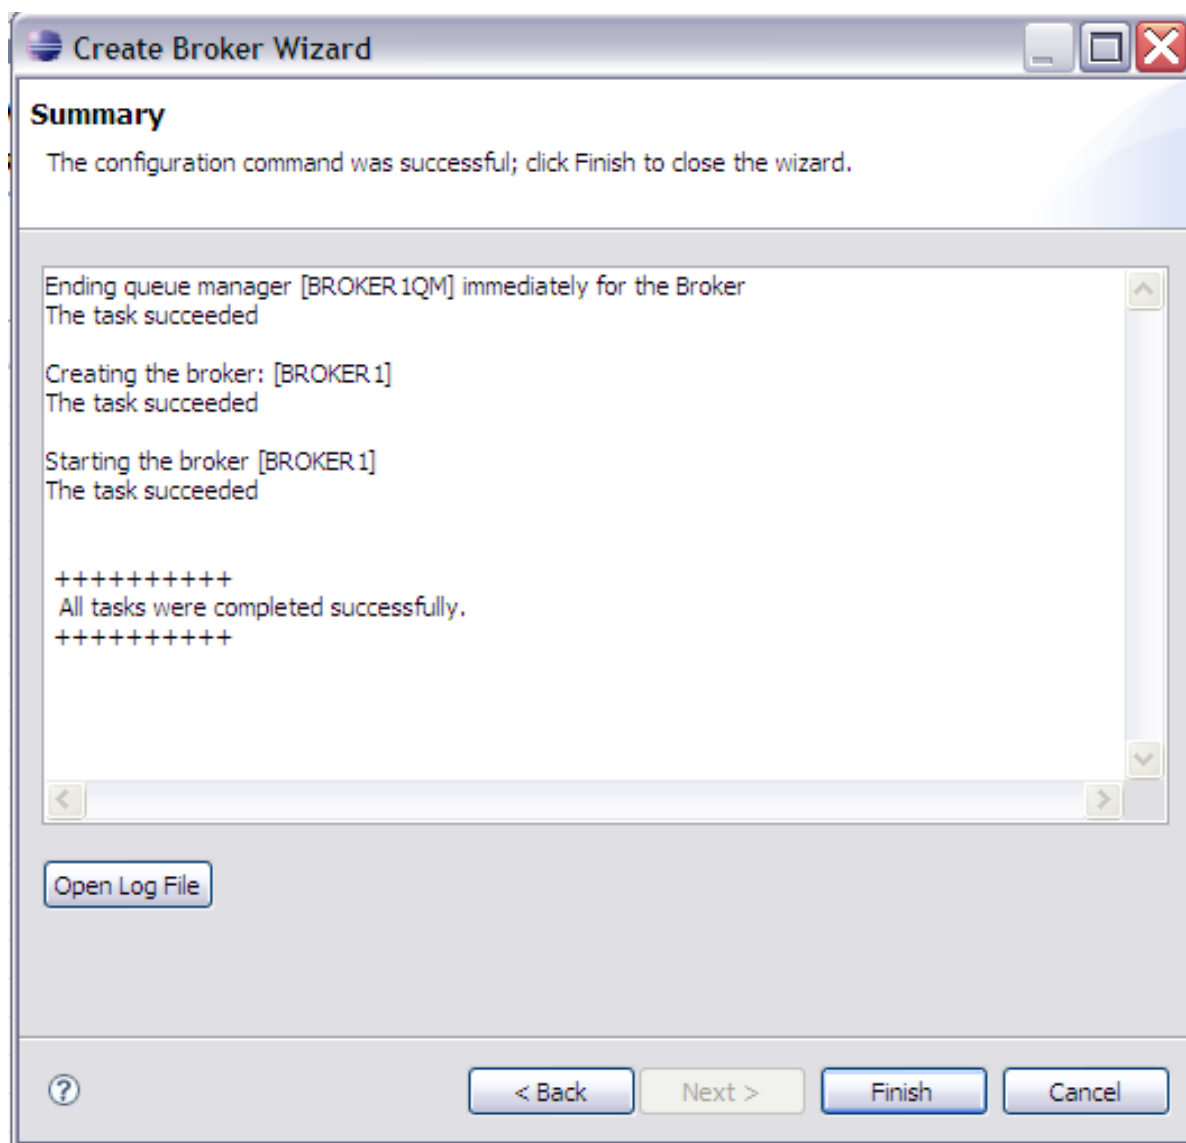 Create Broker Wizard
Summary
The configuration command was successful; click Finish to close the wizard.
Ending queue manager [BROKER1QM] immediately for the Broker
The task succeeded
Creating the broker: [BROKER1]
The task succeeded
Starting the broker [BROKER1]
The task succeeded
++++++++++
All tasks were completed successfully.
++++++++++
Open Log File
?
< Back
Next >
Finish
Cancel